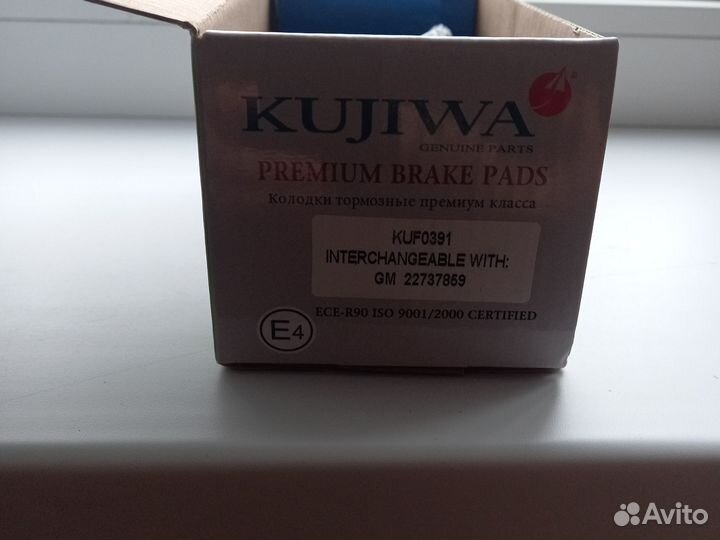 KUJIWA
GENUINE PARTS
PREMIUM BRAKE PADS
Колодки тормозные премиум класса
KUF0391
INTERCHANGEABLE WITH:
GM 22737859
E4
ECE-R90 ISO 9001/2000 CERTIFIED
Avito